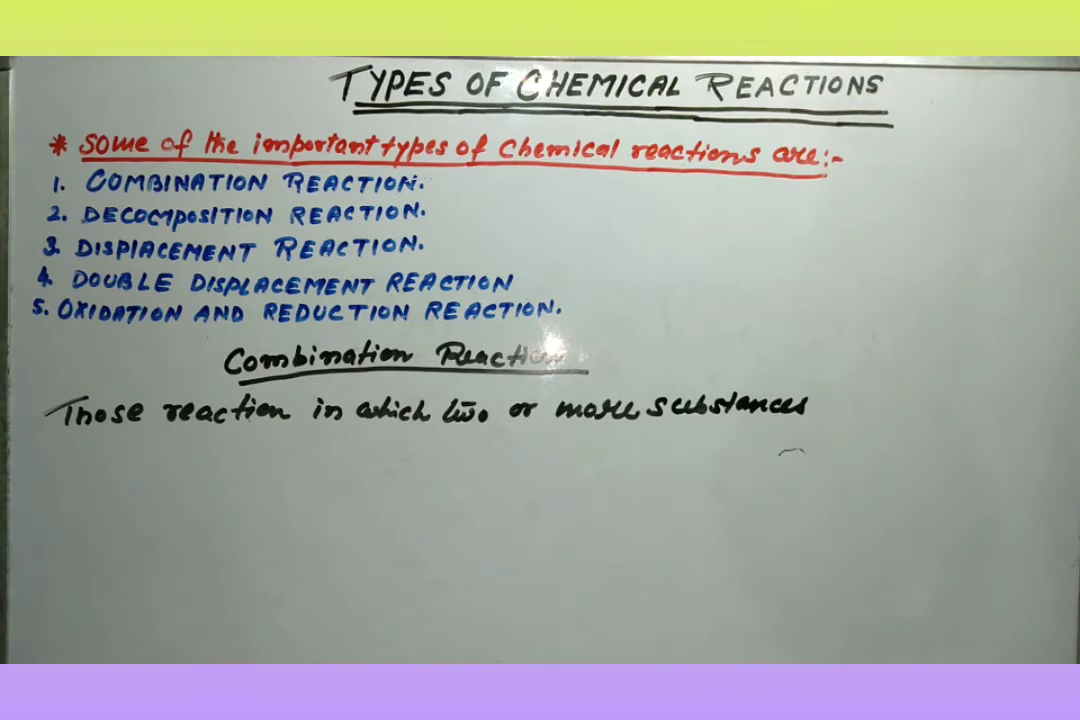 TYPES OF CHEMICAL REACTIONS
* Some of the important types of chemical reactions are:-
1. COMBINATION REACTION.
2. DECOMPOSITION REACTION.
3. DISPLACEMENT REACTION.
4. DOUBLE DISPLACEMENT REACTION
5. OXIDATION AND REDUCTION REACTION.
Combination Reaction
Those reaction in which two or more substances